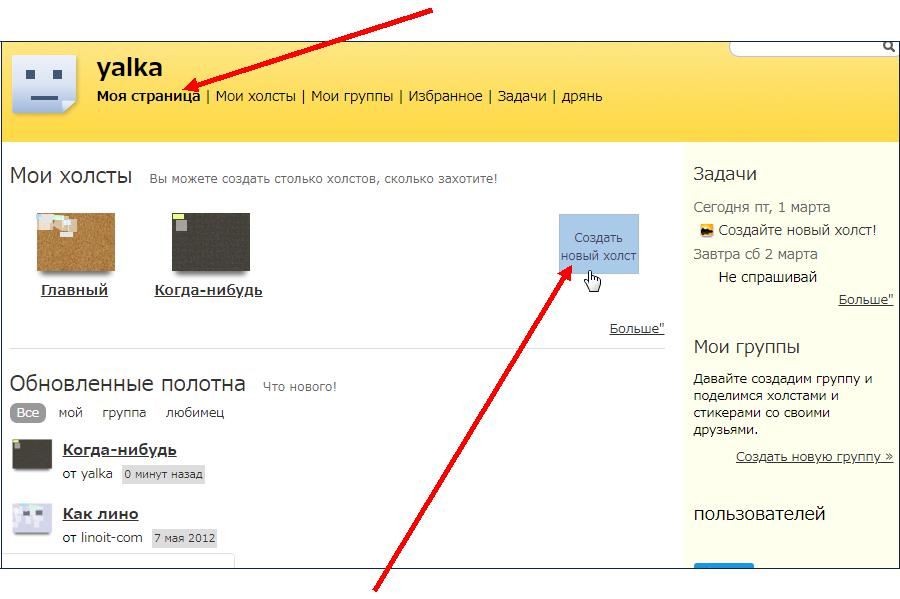 yalka
Моя страница | Мои холсты | Мои группы | Избранное | Задачи | дрянь
Мои холсты Вы можете создать столько холстов, сколько захотите!
Главный
Когда-нибудь
Создать
новый холст
Больше"
Обновленные полотна Что нового!
Все мой группа любимец
Когда-нибудь
от yalka 0 минут назад
Как лино
от linoit-com 7 мая 2012
Задачи
Сегодня пт, 1 марта
Создайте новый холст!
Завтра сб 2 марта
Не спрашивай
Больше"
Мои группы
Давайте создадим группу и
поделимся холстами и
стикерами со своими
друзьями.
Создать новую группу »
пользователей